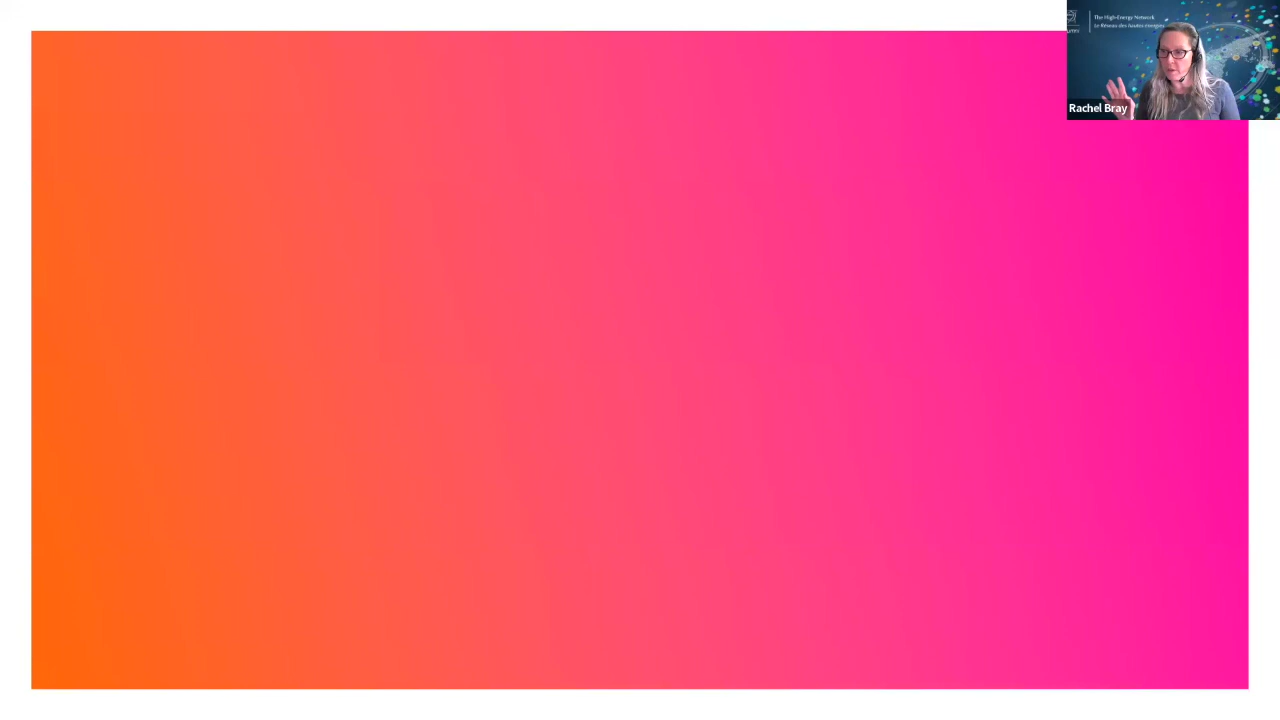 The High-Energy Network
Le Réseau des hautes énergies
Rachel Bray